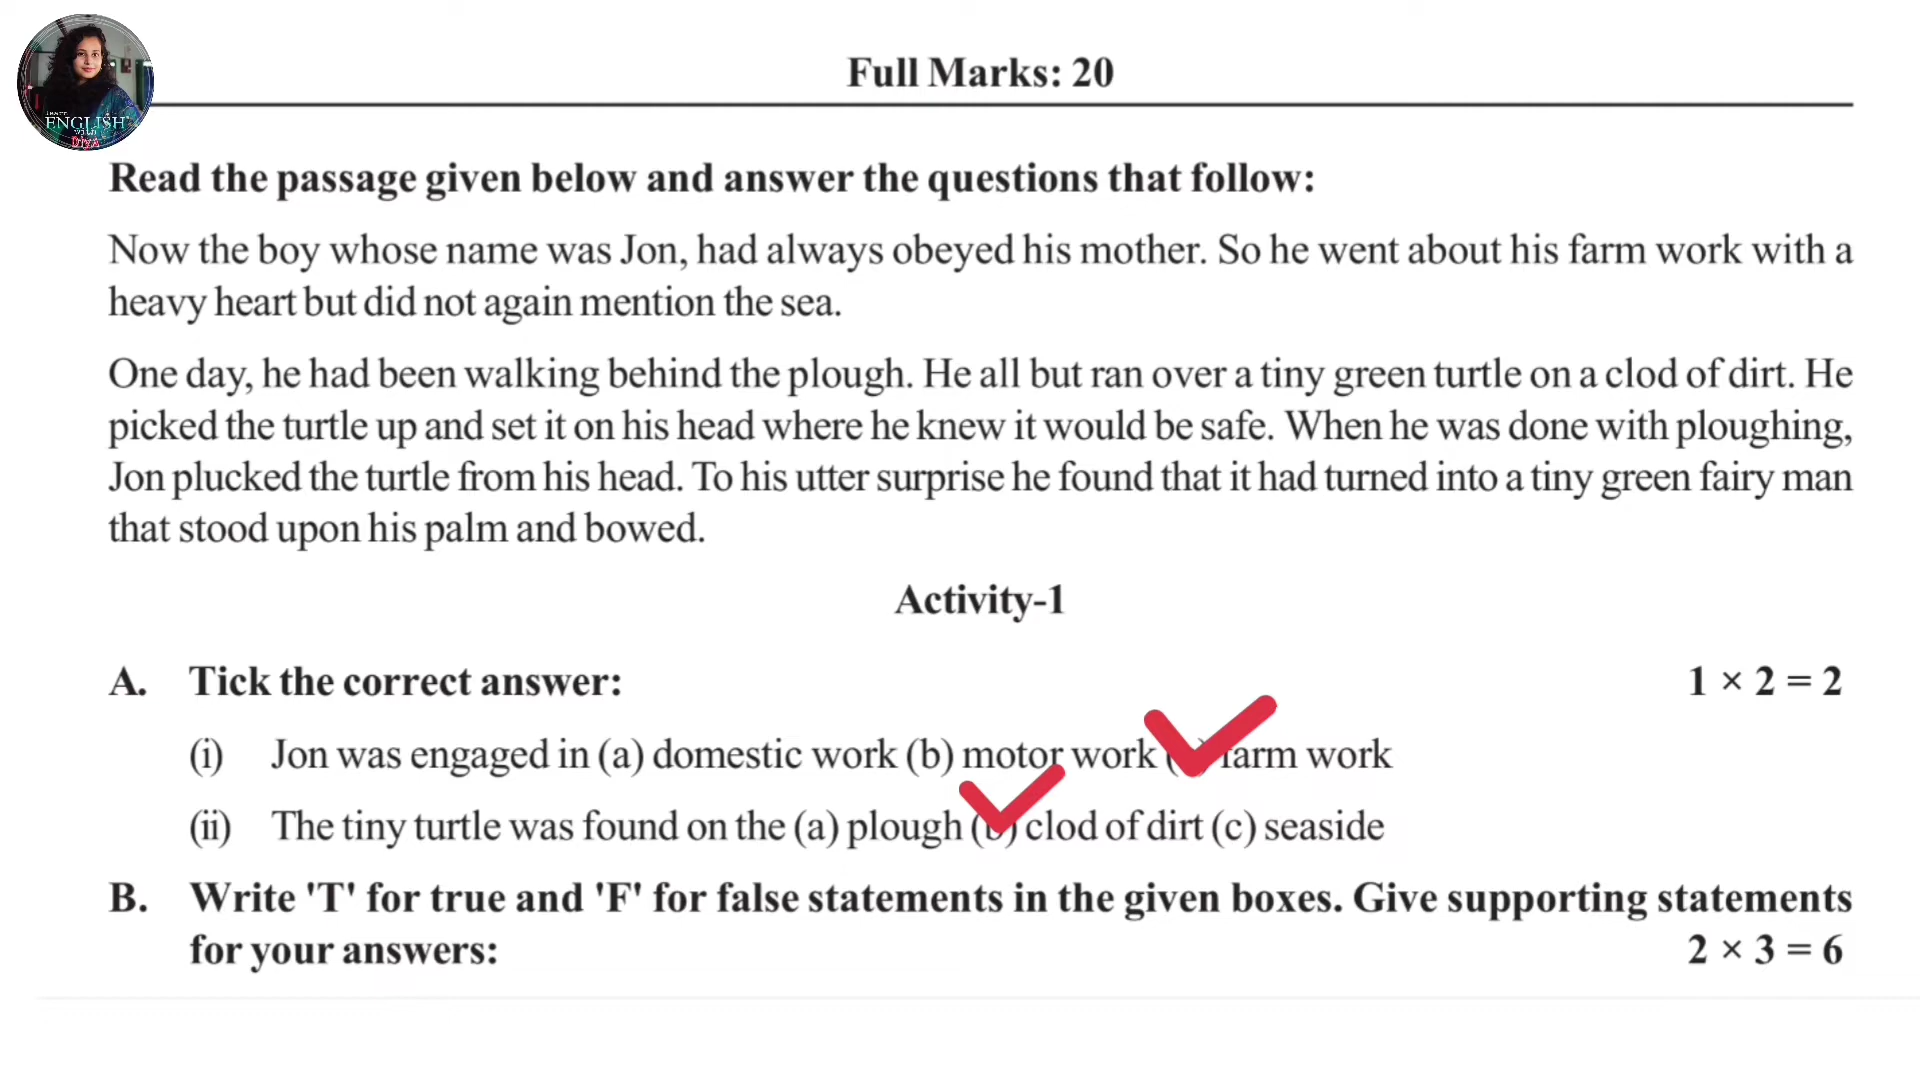 learn
ENGLISH
with
DIYA
Full Marks: 20
Read the passage given below and answer the questions that follow:
Now the boy whose name was Jon, had always obeyed his mother. So he went about his farm work with a
heavy heart but did not again mention the sea.
One day, he had been walking behind the plough. He all but ran over a tiny green turtle on a clod of dirt. He
picked the turtle up and set it on his head where he knew it would be safe. When he was done with ploughing,
Jon plucked the turtle from his head. To his utter surprise he found that it had turned into a tiny green fairy man
that stood upon his palm and bowed.
Activity-1
A. Tick the correct answer: 1 × 2 = 2
(i) Jon was engaged in (a) domestic work (b) motor work farm work
(ii) The tiny turtle was found on the (a) plough (b) clod of dirt (c) seaside
B. Write 'T' for true and 'F' for false statements in the given boxes. Give supporting statements
for your answers: 2 × 3 = 6